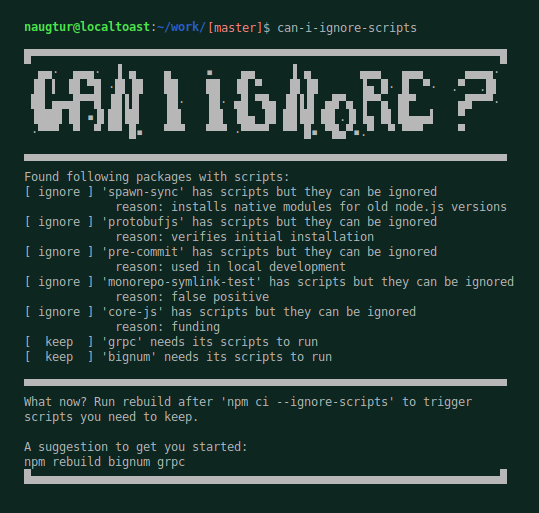 naugtur@localtoast:~/work/[master]$ can-i-ignore-scripts
CAN I IGNORE ?
Found following packages with scripts:
[ ignore ] 'spawn-sync' has scripts but they can be ignored
reason: installs native modules for old node.js versions
[ ignore ] 'protobufjs' has scripts but they can be ignored
reason: verifies initial installation
[ ignore ] 'pre-commit' has scripts but they can be ignored
reason: used in local development
[ ignore ] 'monorepo-symlink-test' has scripts but they can be ignored
reason: false positive
[ ignore ] 'core-js' has scripts but they can be ignored
reason: funding
[ keep ] 'grpc' needs its scripts to run
[ keep ] 'bignum' needs its scripts to run
What now? Run rebuild after 'npm ci --ignore-scripts' to trigger
scripts you need to keep.
A suggestion to get you started:
npm rebuild bignum grpc